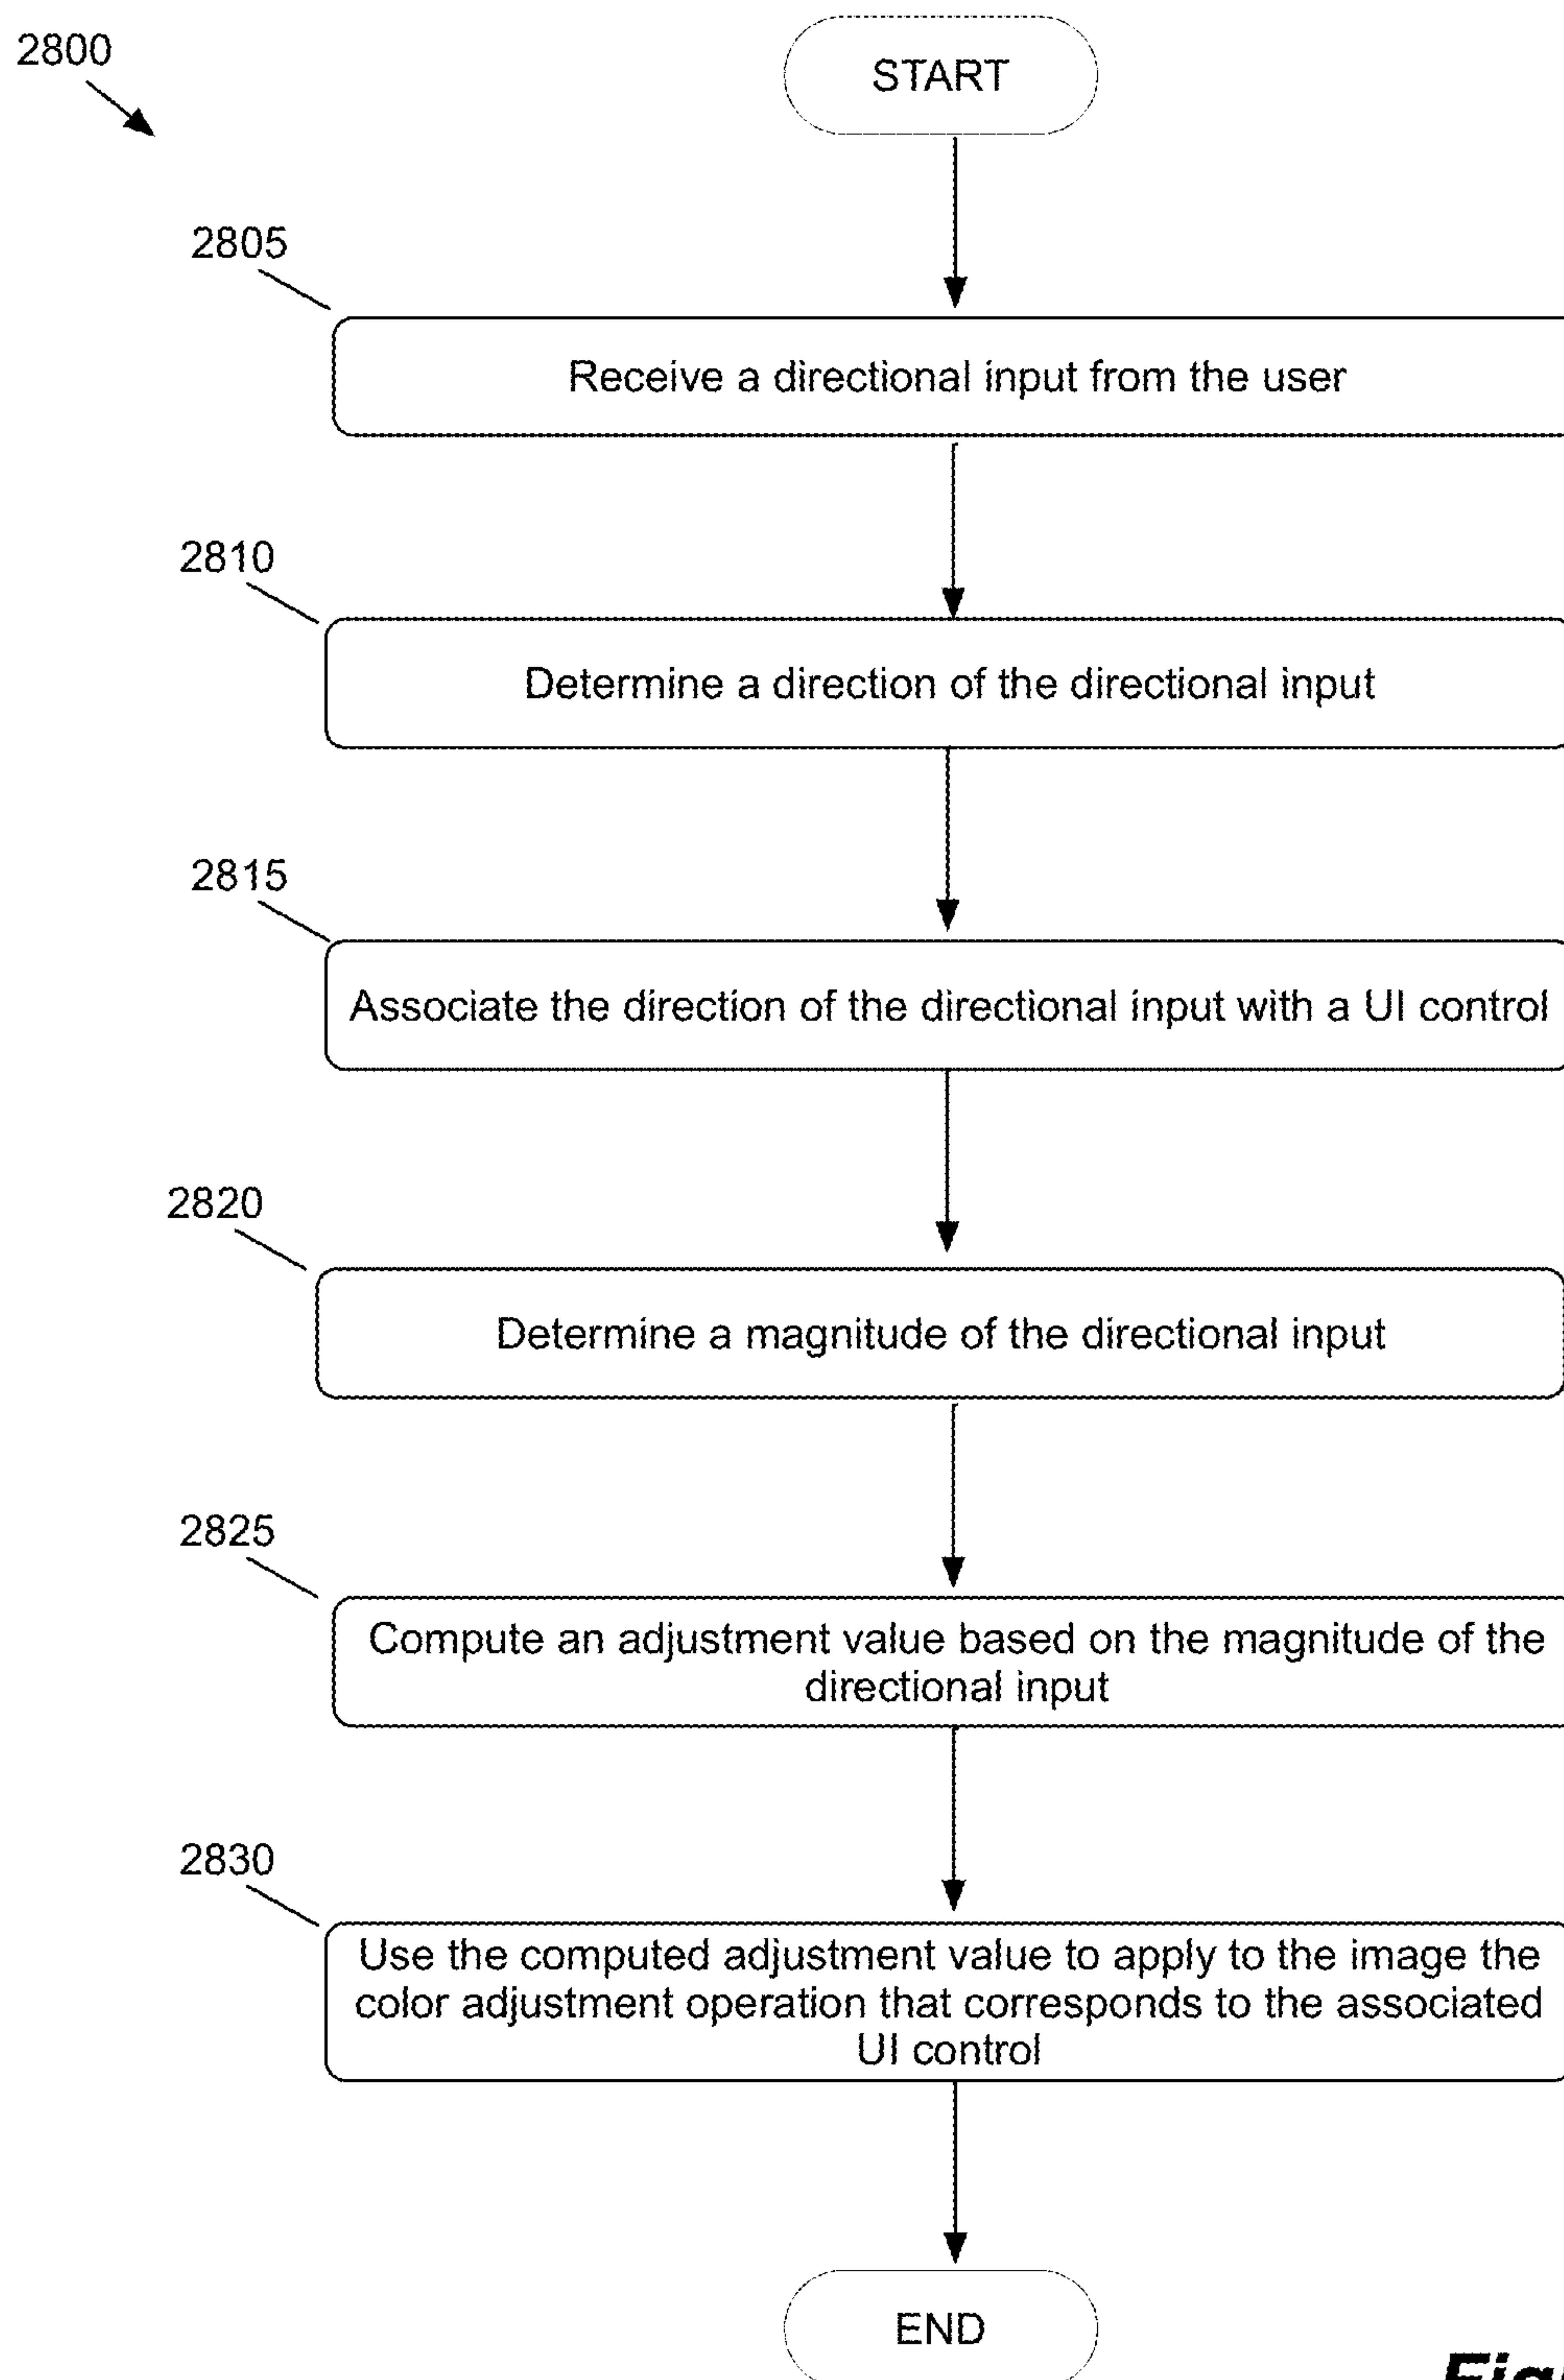 2800
START
2805
Receive a directional input from the user
2810
Determine a direction of the directional input
2815
Associate the direction of the directional input with a UI control
2820
Determine a magnitude of the directional input
2825
Compute an adjustment value based on the magnitude of the
directional input
2830
Use the computed adjustment value to apply to the image the
color adjustment operation that corresponds to the associated
UI control
END